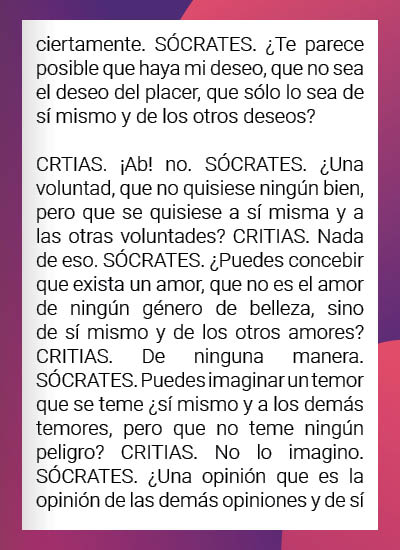 ciertamente. SÓCRATES. ¿Te parece
posible que haya mi deseo, que no sea
el deseo del placer, que sólo lo sea de
sí mismo y de los otros deseos?
CRTIAS. ¡Ab! no. SÓCRATES. ¿Una
voluntad, que no quisiese ningún bien,
pero que se quisiese a sí misma y a
las otras voluntades? CRITIAS. Nada
de eso. SÓCRATES. ¿Puedes concebir
que exista un amor, que no es el amor
de ningún género de belleza, sino
de sí mismo y de los otros amores?
CRITIAS. De ninguna manera.
SÓCRATES. Puedes imaginar un temor
que se teme ¿sí mismo y a los demás
temores, pero que no teme ningún
peligro? CRITIAS. No lo imagino.
SÓCRATES. ¿Una opinión que es la
opinión de las demás opiniones y de sí